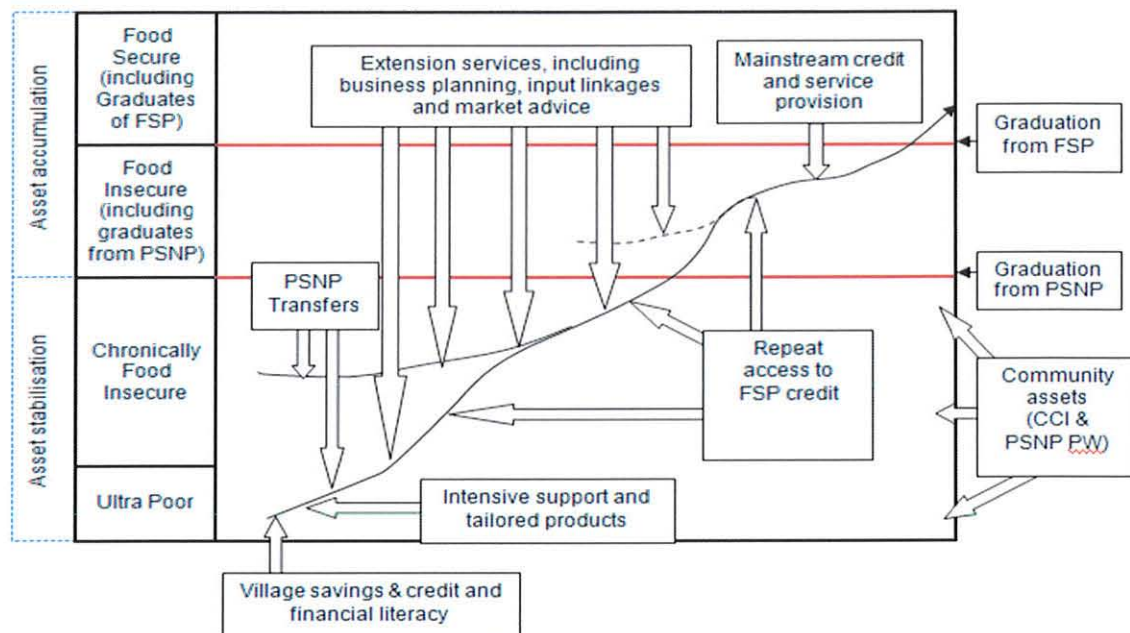 Asset accumulation
Asset stabilisation
Food
Secure
(including
Graduates
of FSP)
Food
Insecure
(including
graduates
from PSNP)
Chronically
Food
Insecure
Ultra Poor
Extension services, including
business planning, input linkages
and market advice
Mainstream credit
and service
provision
Graduation
from FSP
PSNP
Transfers
Graduation
from PSNP
Repeat
access to
FSP credit
Community
assets
(CCI &
PSNP PW)
Intensive support and
tailored products
Village savings & credit and
financial literacy